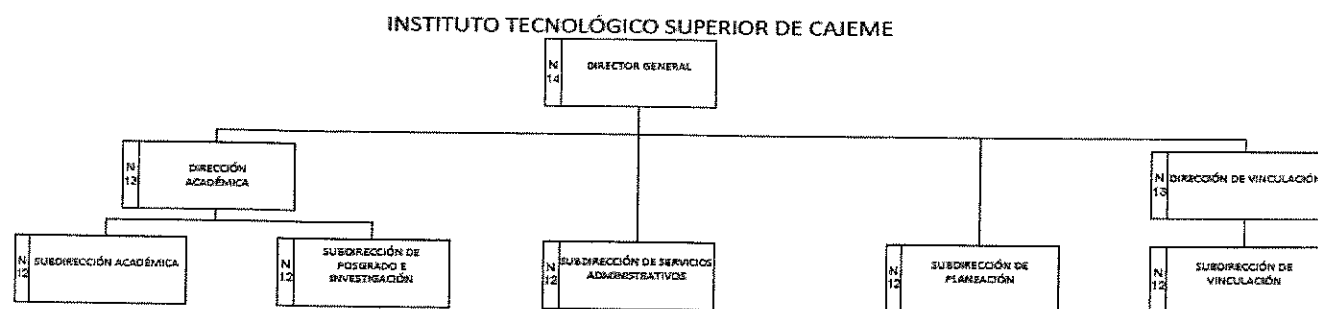 INSTITUTO TECNOLÓGICO SUPERIOR DE CAJEME
N
14
DIRECTOR GENERAL
N
13
DIRECCIÓN
ACADÉMICA
N
13
DIRECCIÓN DE VINCULACIÓN
N
12
SUBDIRECCIÓN ACADÉMICA
N
12
SUBDIRECCIÓN DE
POSGRADO E
INVESTIGACIÓN
N
12
SUBDIRECCIÓN DE SERVICIOS
ADMINISTRATIVOS
N
12
SUBDIRECCIÓN DE
PLANEACIÓN
N
12
SUBDIRECCIÓN DE
VINCULACIÓN